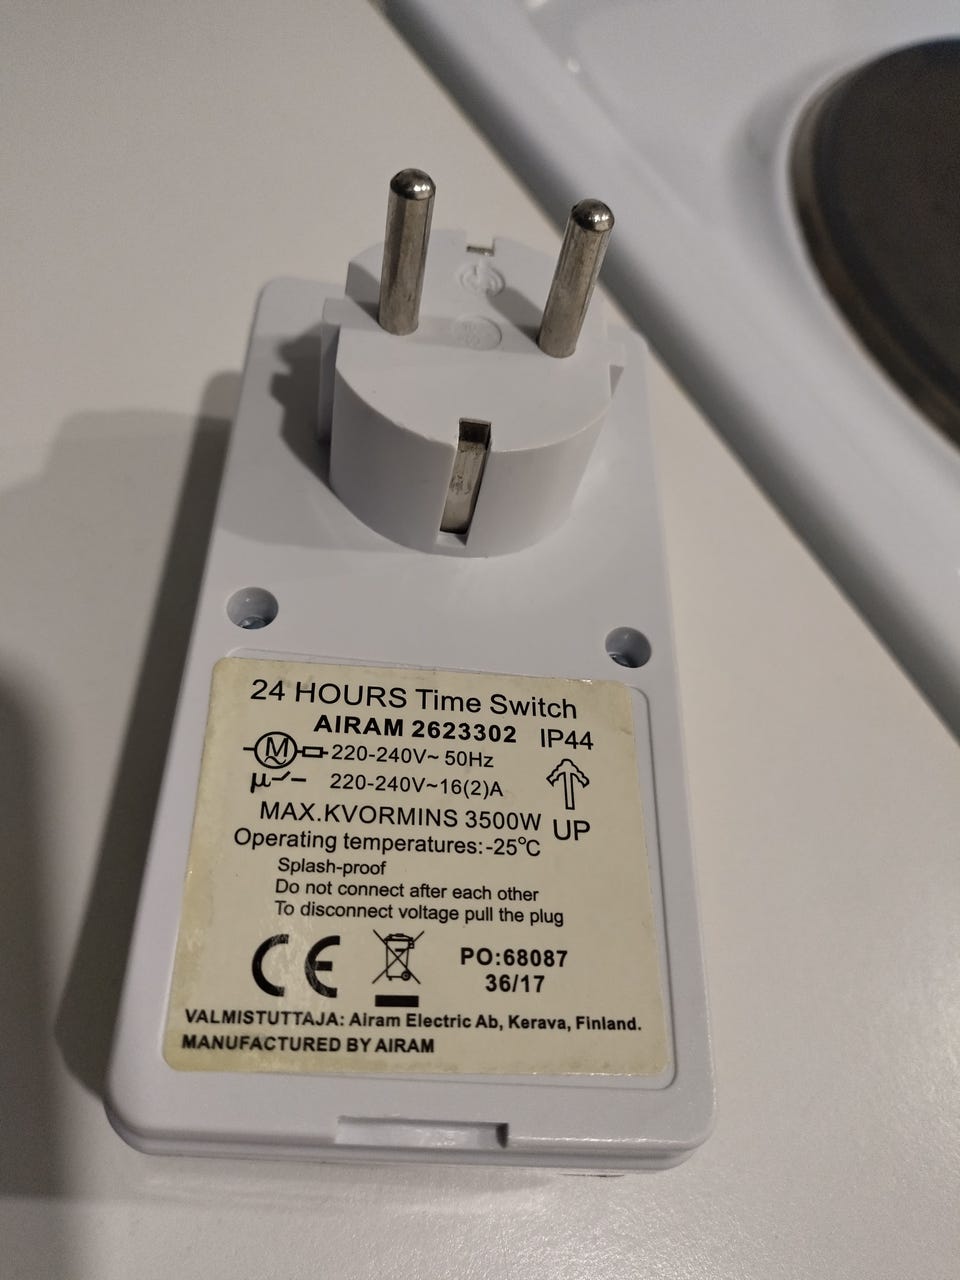 24 HOURS Time Switch
AIRAM 2623302 IP44
M 220-240V~ 50Hz
µ 220-240V~16(2)A
MAX.KVORMINS 3500W UP
Operating temperatures:-25°C
Splash-proof
Do not connect after each other
To disconnect voltage pull the plug
CE PO:68087
36/17
VALMISTUTTAJA: Airam Electric Ab, Kerava, Finland.
MANUFACTURED BY AIRAM